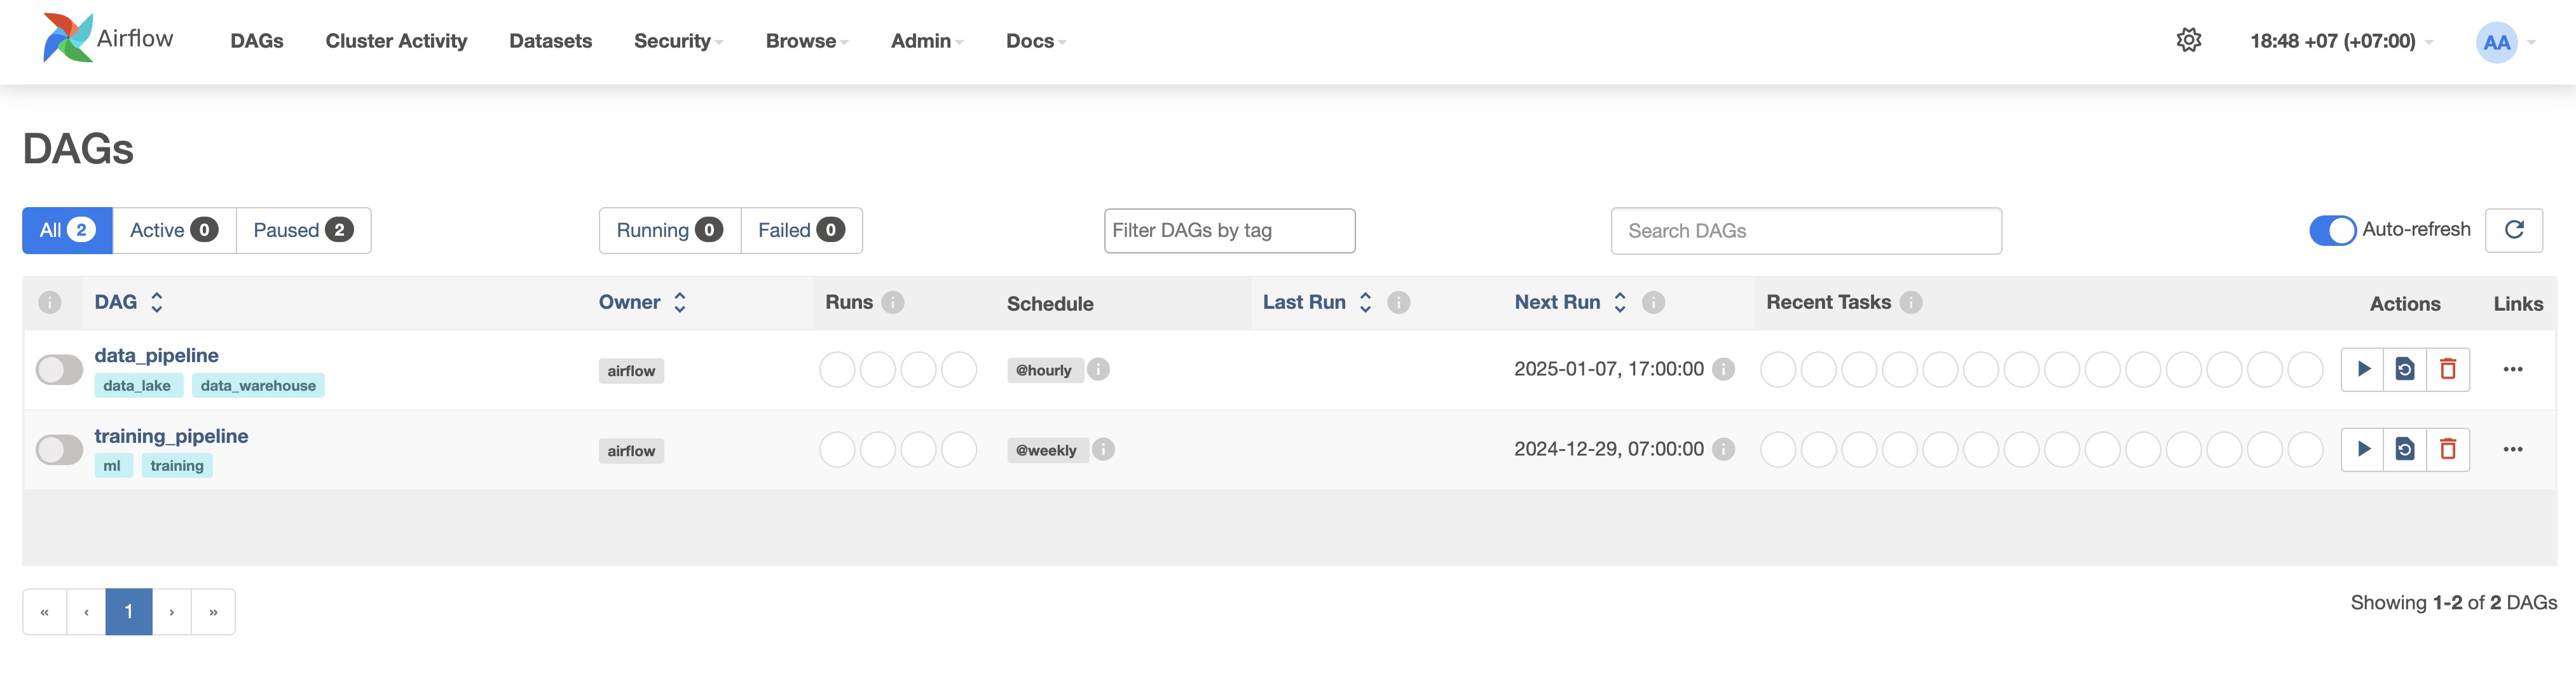 Airflow DAGs Cluster Activity Datasets Security Browse Admin Docs 18:48 +07 (+07:00) AA
DAGs
All 2 Active 0 Paused 2 Running 0 Failed 0 Filter DAGs by tag Search DAGs Auto-refresh
DAG Owner Runs Schedule Last Run Next Run Recent Tasks Actions Links
data_pipeline
data_lake data_warehouse airflow @hourly 2025-01-07, 17:00:00
training_pipeline
ml training airflow @weekly 2024-12-29, 07:00:00
« ‹ 1 › » Showing 1-2 of 2 DAGs